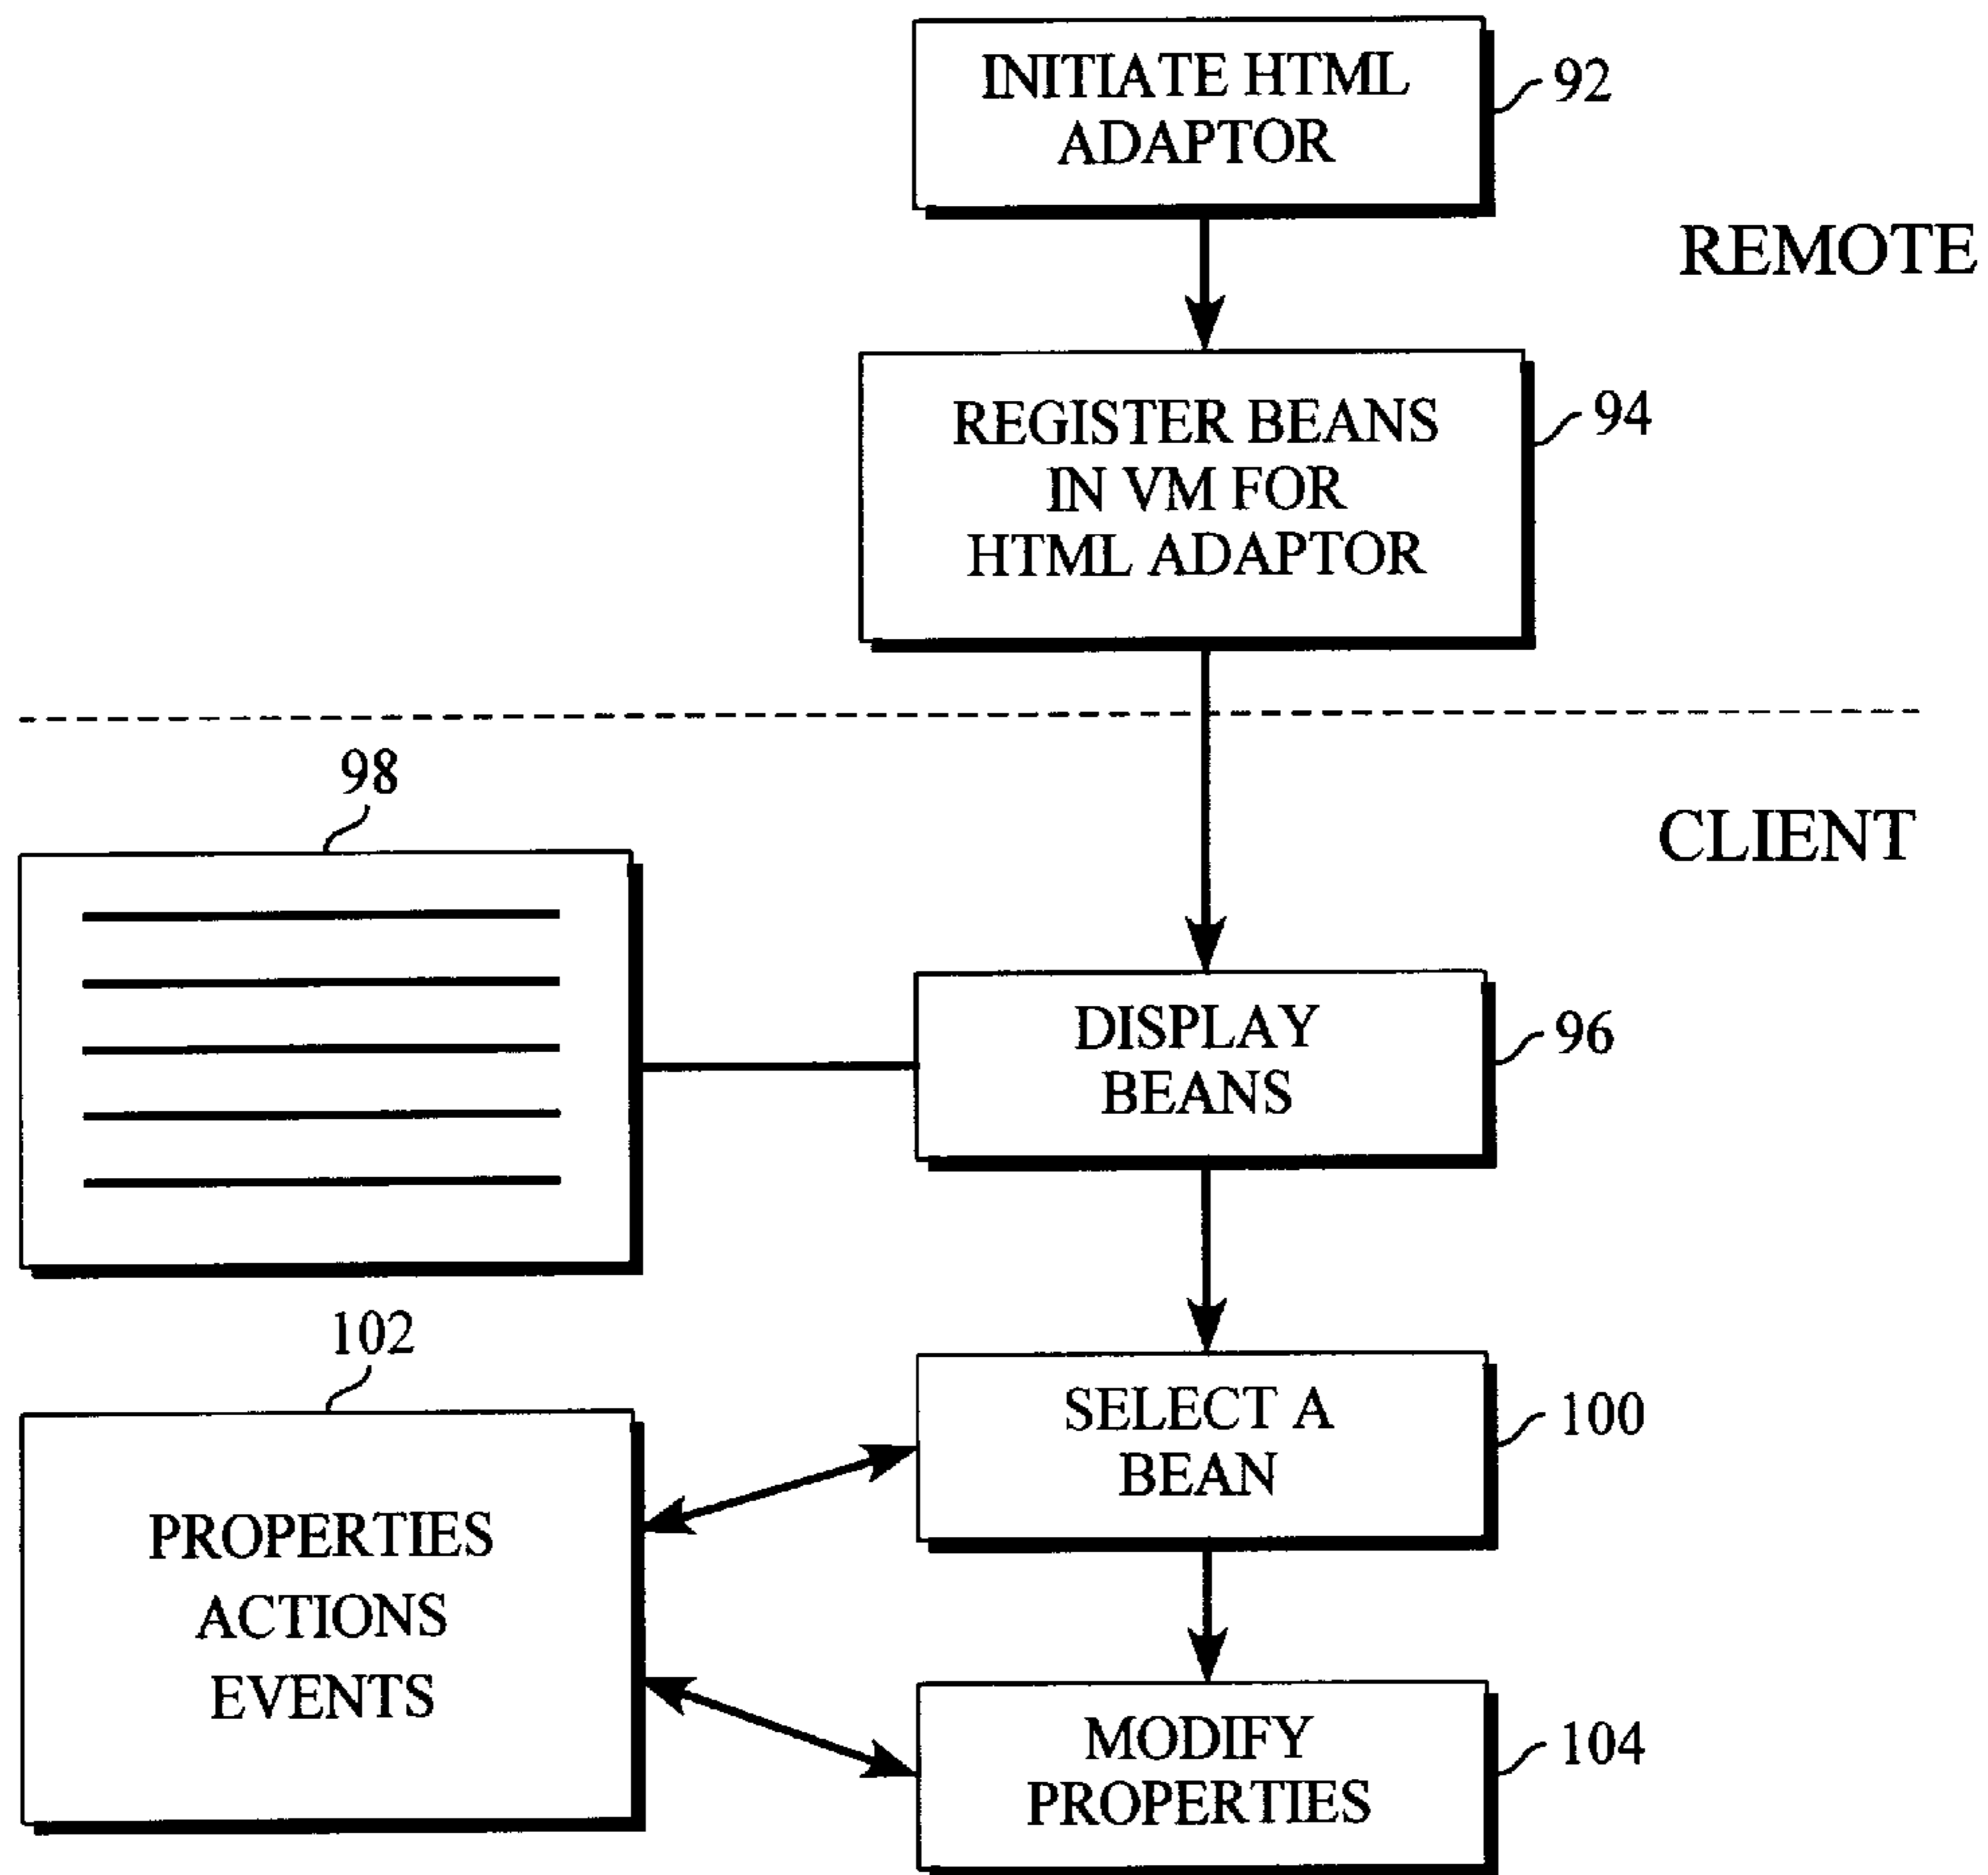 INITIATE HTML
ADAPTOR
92
REMOTE
REGISTER BEANS
IN VM FOR
HTML ADAPTOR
94
98
CLIENT
DISPLAY
BEANS
96
102
SELECT A
BEAN
100
PROPERTIES
ACTIONS
EVENTS
MODIFY
PROPERTIES
104